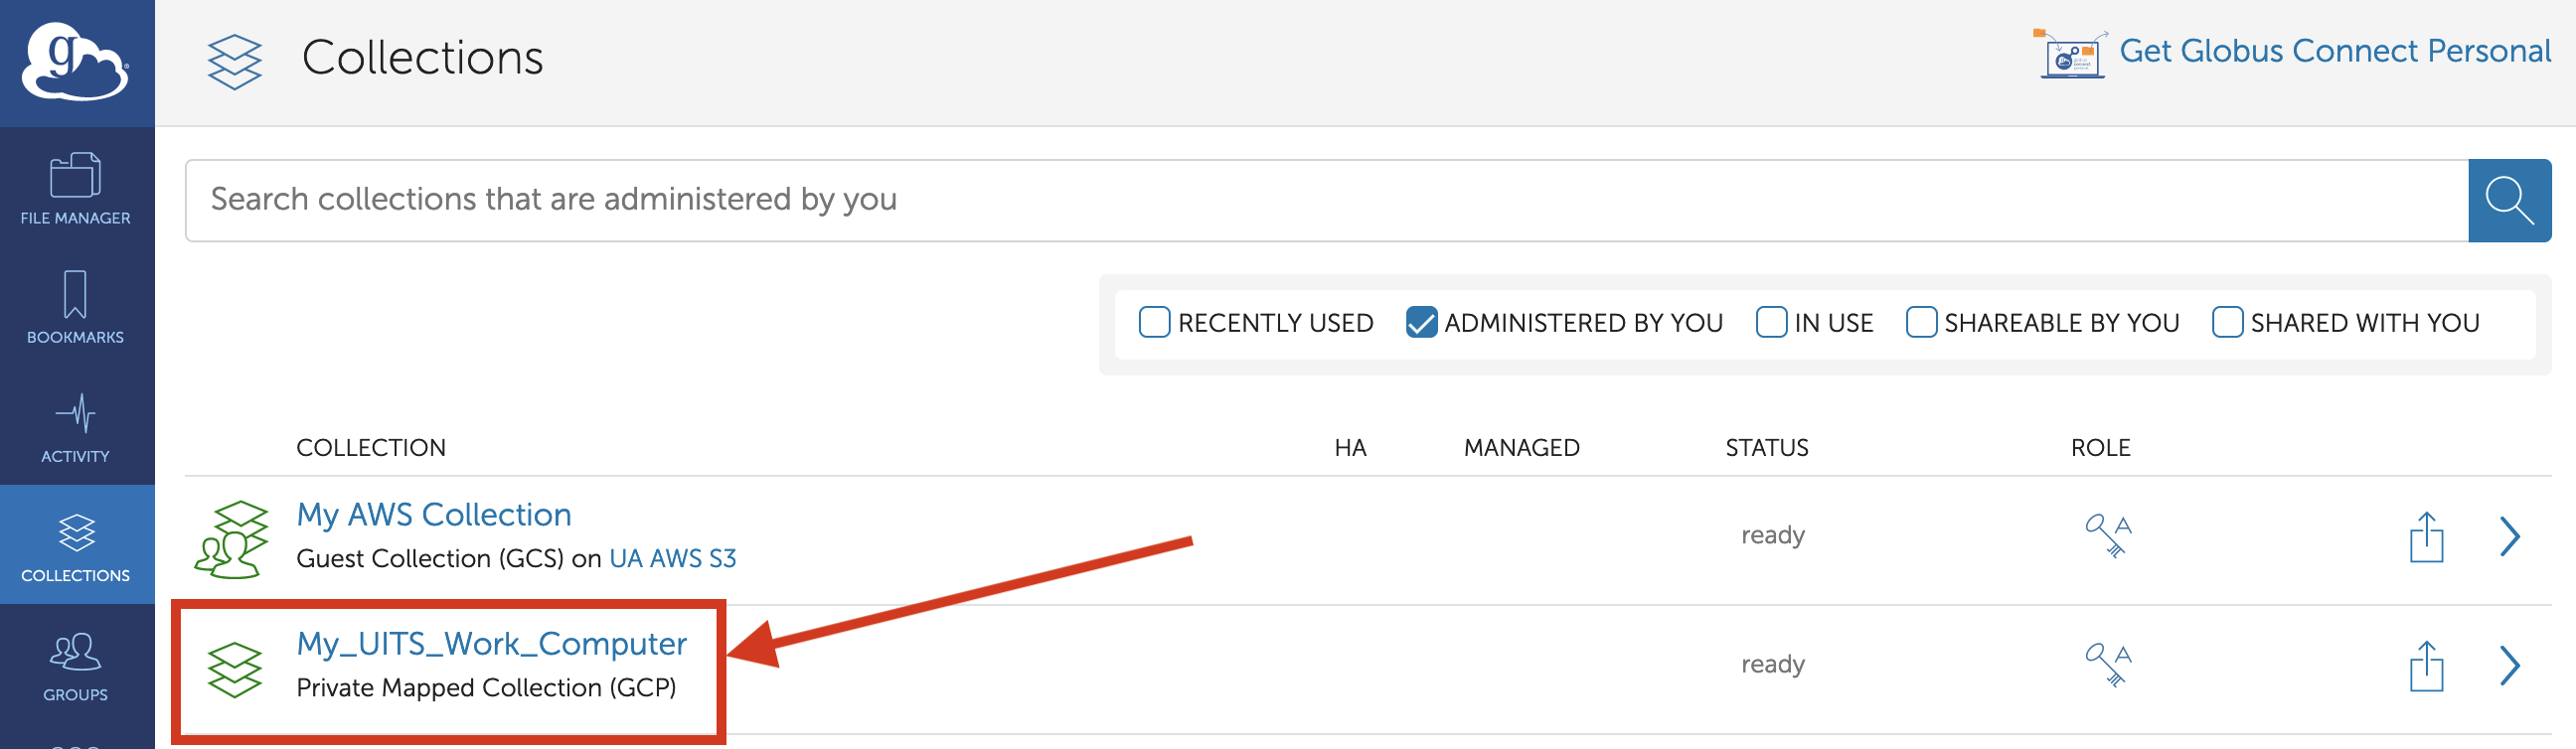 g
Collections
Get Globus Connect Personal
FILE MANAGER
BOOKMARKS
ACTIVITY
COLLECTIONS
GROUPS
Search collections that are administered by you
RECENTLY USED ADMINISTERED BY YOU IN USE SHAREABLE BY YOU SHARED WITH YOU
COLLECTION HA MANAGED STATUS ROLE
My AWS Collection
Guest Collection (GCS) on UA AWS S3
ready
A
My_UITS_Work_Computer
Private Mapped Collection (GCP)
ready
A